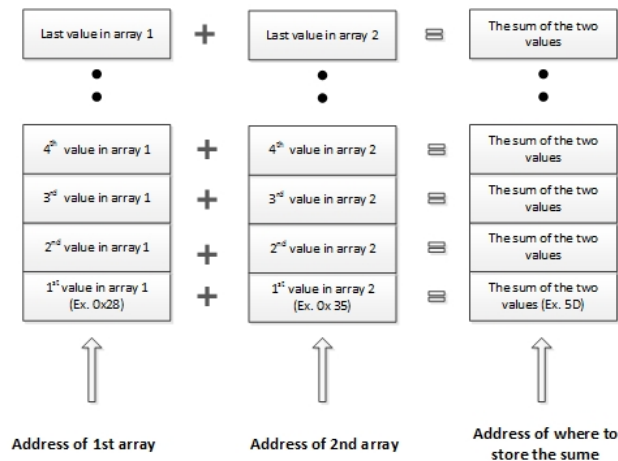 Last value in array 1 + Last value in array 2 = The sum of the two
values
4th value in array 1 + 4th value in array 2 = The sum of the two
values
3rd value in array 1 + 3rd value in array 2 = The sum of the two
values
2nd value in array 1 + 2nd value in array 2 = The sum of the two
values
1st value in array 1
(Ex. 0x28) + 1st value in array 2
(Ex. 0x 35) = The sum of the two
values (Ex. 5D)
Address of 1st array
Address of 2nd array
Address of where to
store the sume